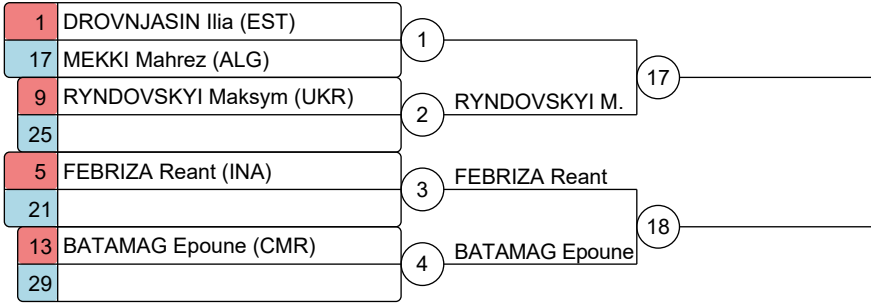 1 DROVNJASIN Ilia (EST)
1
17 MEKKI Mahrez (ALG)
17
9 RYNDOVSKYI Maksym (UKR)
2 RYNDOVSKYI M.
25
5 FEBRIZA Reant (INA)
3 FEBRIZA Reant
21
18
13 BATAMAG Epoune (CMR)
4 BATAMAG Epoune
29